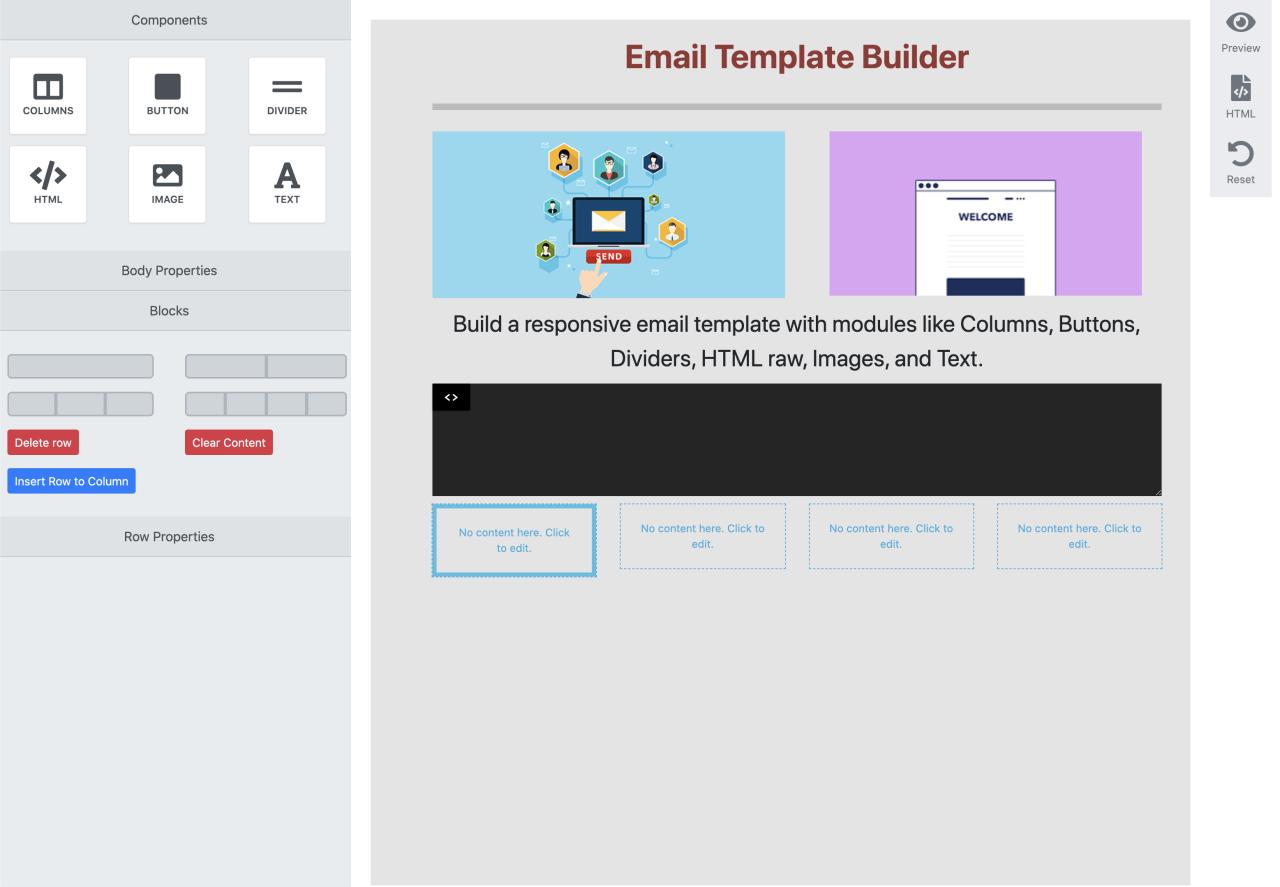 Components
COLUMNS
BUTTON
DIVIDER
HTML
IMAGE
TEXT
Body Properties
Blocks
Delete row
Clear Content
Insert Row to Column
Row Properties
Email Template Builder
SEND
WELCOME
Build a responsive email template with modules like Columns, Buttons,
Dividers, HTML raw, Images, and Text.
<>
No content here. Click
to edit.
No content here. Click to
edit.
No content here. Click to
edit.
No content here. Click to
edit.
Preview
HTML
Reset